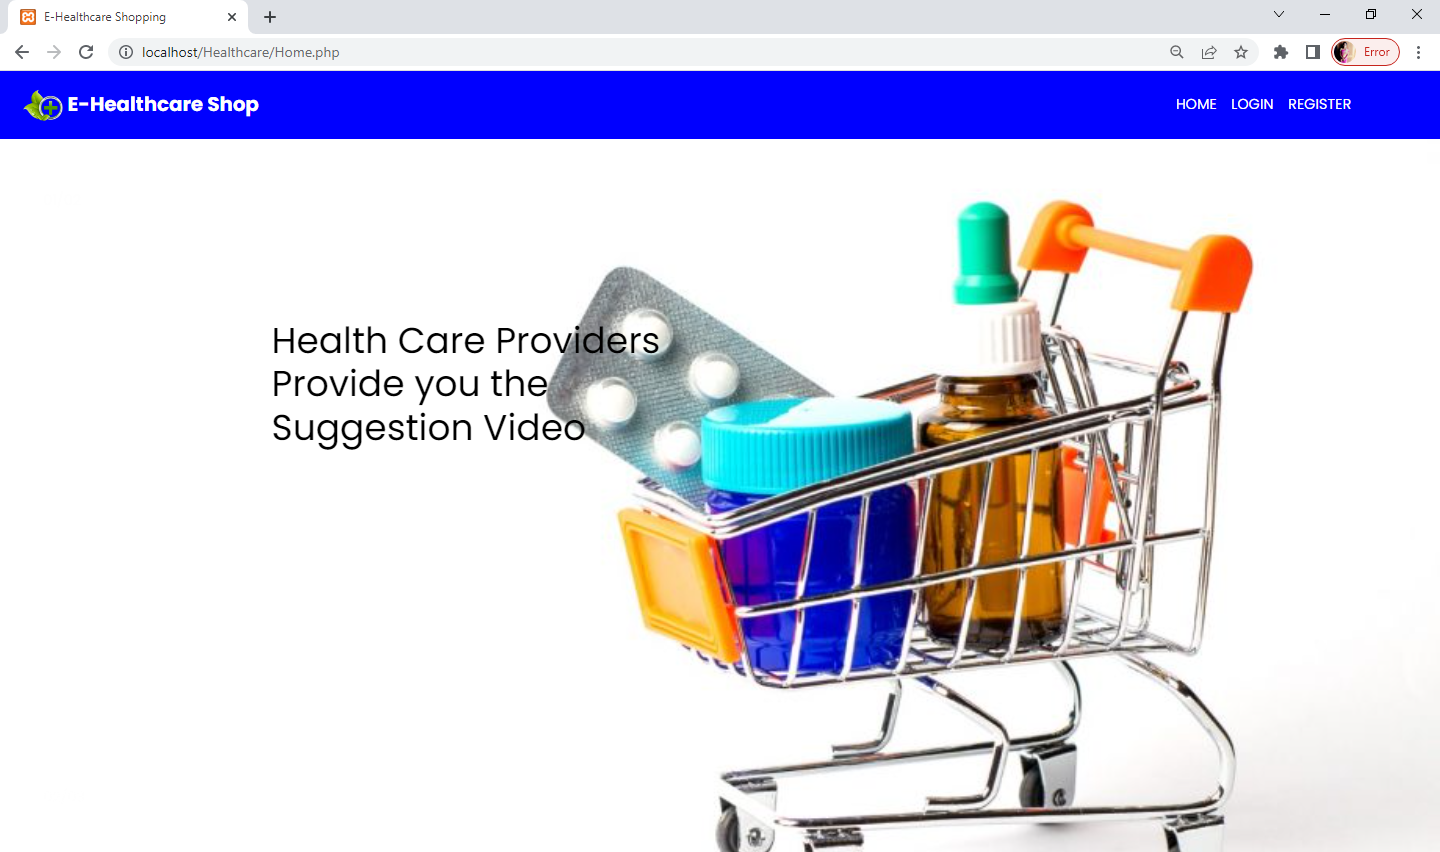 E-Healthcare Shopping
localhost/Healthcare/Home.php
Error
E-Healthcare Shop
HOME LOGIN REGISTER
Health Care Providers
Provide you the
Suggestion Video